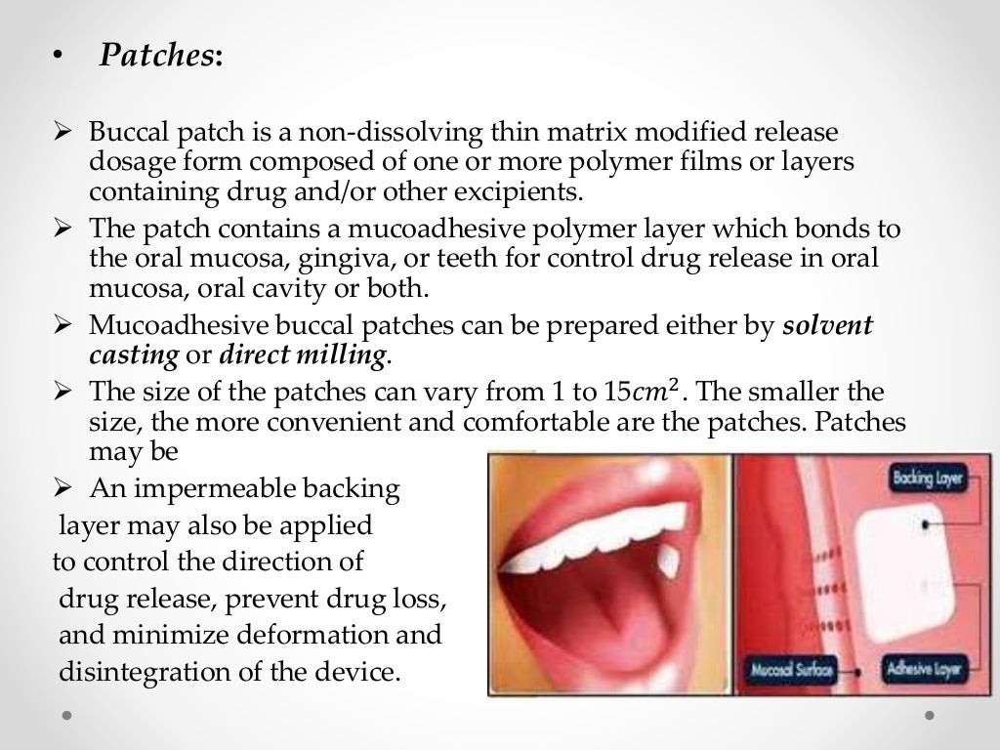 • Patches:
➢ Buccal patch is a non-dissolving thin matrix modified release
dosage form composed of one or more polymer films or layers
containing drug and/or other excipients.
➢ The patch contains a mucoadhesive polymer layer which bonds to
the oral mucosa, gingiva, or teeth for control drug release in oral
mucosa, oral cavity or both.
➢ Mucoadhesive buccal patches can be prepared either by solvent
casting or direct milling.
➢ The size of the patches can vary from 1 to 15cm². The smaller the
size, the more convenient and comfortable are the patches. Patches
may be
➢ An impermeable backing
layer may also be applied
to control the direction of
drug release, prevent drug loss,
and minimize deformation and
disintegration of the device.
Backing Layer
Mucosal Surface
Adhesive Layer